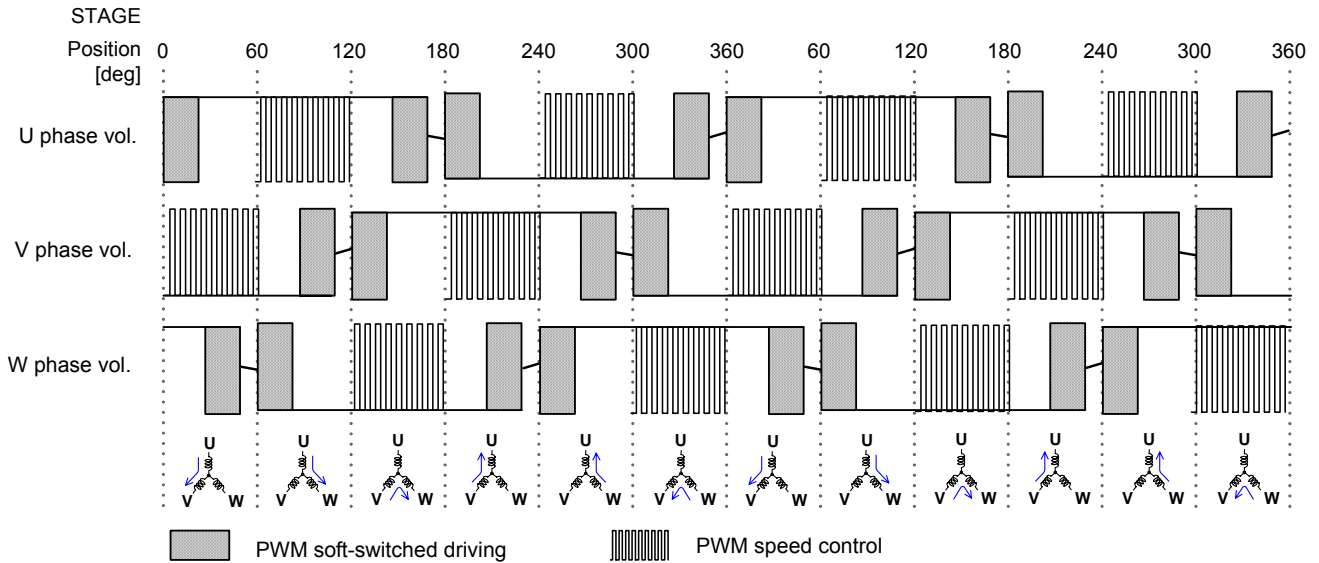 STAGE
Position 0 60 120 180 240 300 360 60 120 180 240 300 360
[deg]
U phase vol.
V phase vol.
W phase vol.
U U U U U U U U U U U U
V W V W V W V W V W V W V W V W V W V W V W V W
PWM soft-switched driving PWM speed control